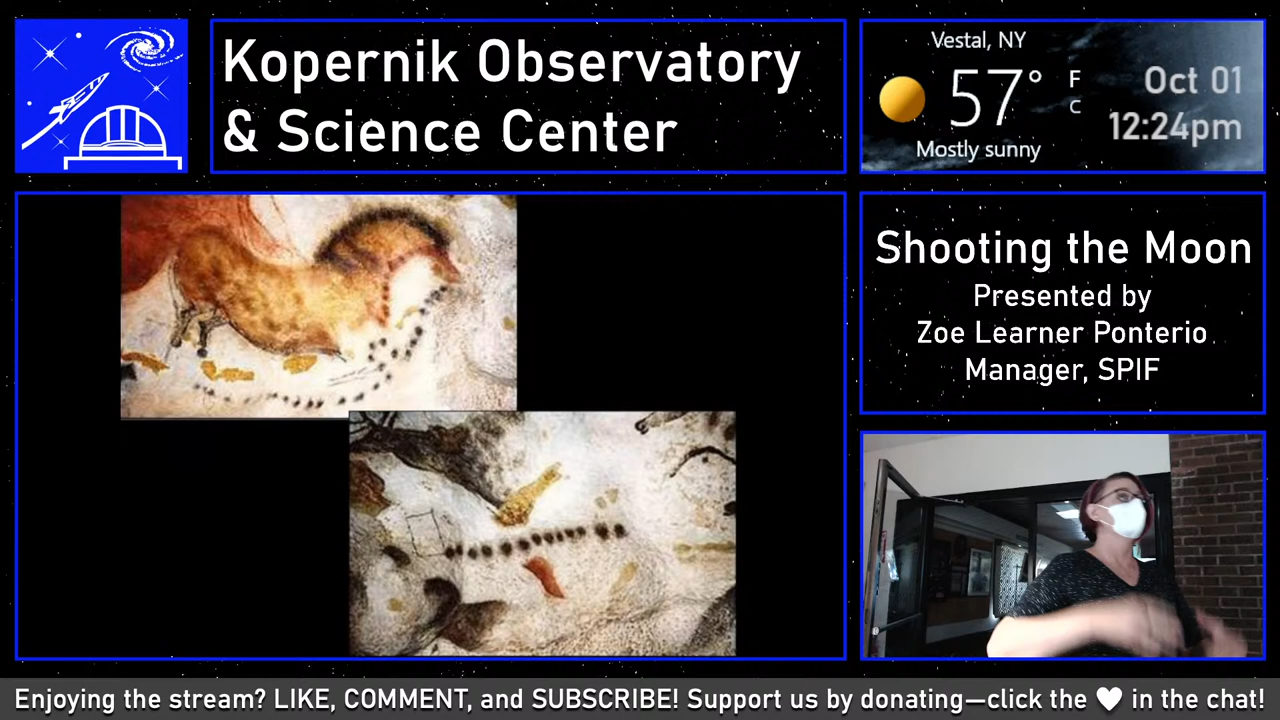 Kopernik Observatory
& Science Center
Vestal, NY
57° F
C
Mostly sunny
Oct 01
12:24pm
Shooting the Moon
Presented by
Zoe Learner Ponterio
Manager, SPIF
Enjoying the stream? LIKE, COMMENT, and SUBSCRIBE! Support us by donating—click the ♥ in the chat!